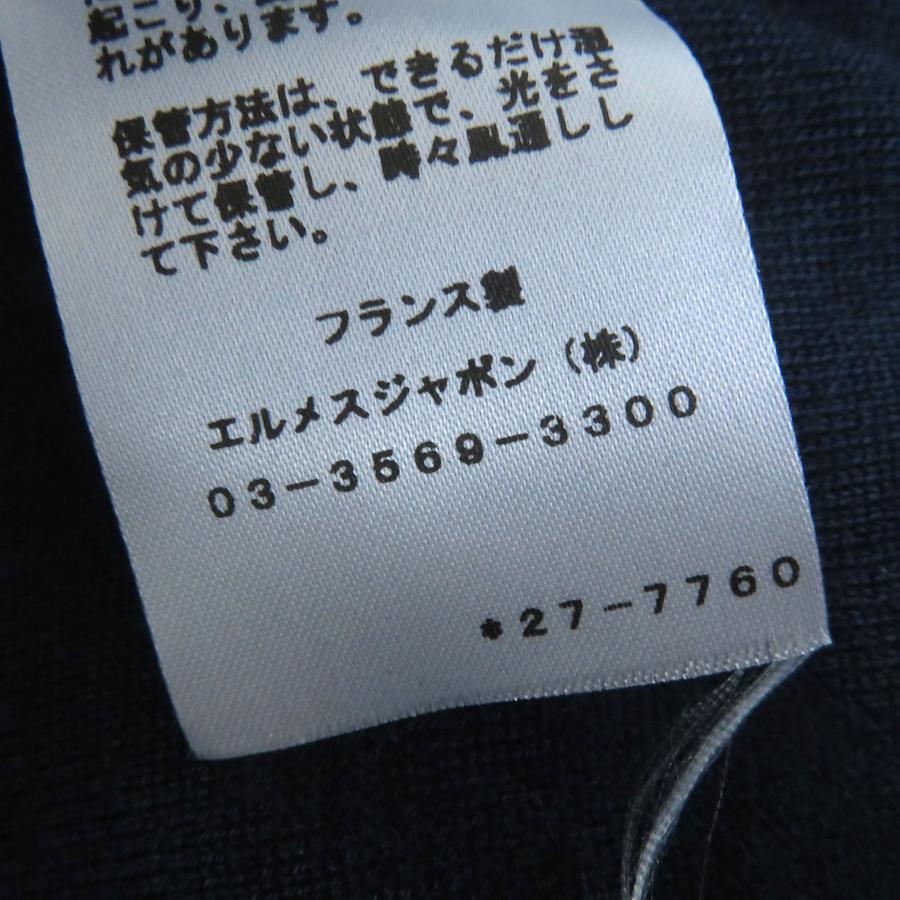 起こり、
れがあります。
保管方法は、できるだけ湿
気の少ない状態で、光をさ
けて保管し、時々風通しし
て下さい。
フランス製
エルメスジャポン（株）
03-3569-3300
*27-7760